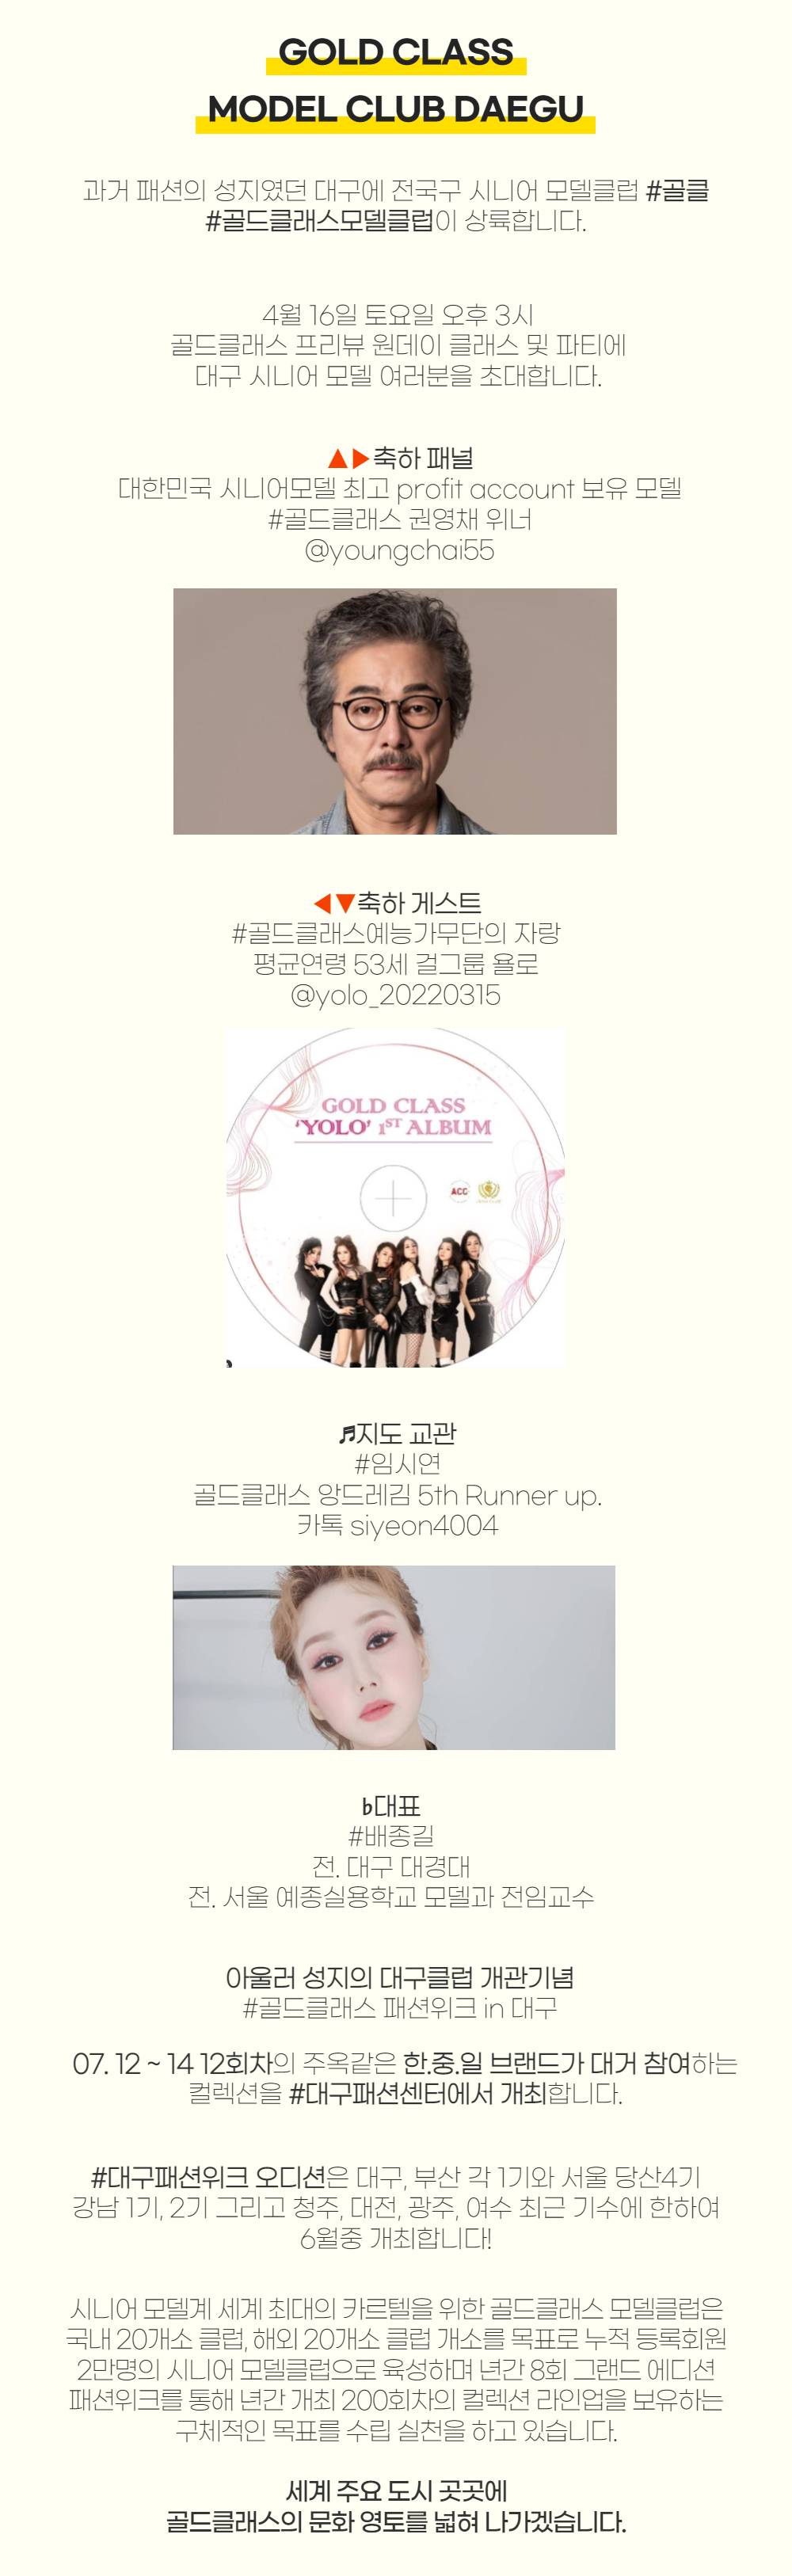 GOLD CLASS
MODEL CLUB DAEGU
과거 패션의 성지였던 대구에 전국구 시니어 모델클럽 #골클
#골드클래스모델클럽이 상륙합니다.
4월 16일 토요일 오후 3시
골드클래스 프리뷰 원데이 클래스 및 파티에
대구 시니어 모델 여러분을 초대합니다.
▲▶축하 패널
대한민국 시니어모델 최고 profit account 보유 모델
#골드클래스 권영채 위너
@youngchai55
◀▼축하 게스트
#골드클래스예능가무단의 자랑
평균연령 53세 걸그룹 욜로
@yolo_20220315
GOLD CLASS
'YOLO' 1ST ALBUM
ACC
♬지도 교관
#임시연
골드클래스 앙드레김 5th Runner up.
카톡 siyeon4004
♭대표
#배종길
전. 대구 대경대
전. 서울 예종실용학교 모델과 전임교수
아울러 성지의 대구클럽 개관기념
#골드클래스 패션위크 in 대구
07. 12 ~ 14 12회차의 주옥같은 한.중.일 브랜드가 대거 참여하는
컬렉션을 #대구패션센터에서 개최합니다.
#대구패션위크 오디션은 대구, 부산 각 1기와 서울 당산4기
강남 1기, 2기 그리고 청주, 대전, 광주, 여수 최근 기수에 한하여
6월중 개최합니다!
시니어 모델계 세계 최대의 카르텔을 위한 골드클래스 모델클럽은
국내 20개소 클럽, 해외 20개소 클럽 개소를 목표로 누적 등록회원
2만명의 시니어 모델클럽으로 육성하며 년간 8회 그랜드 에디션
패션위크를 통해 년간 개최 200회차의 컬렉션 라인업을 보유하는
구체적인 목표를 수립 실천을 하고 있습니다.
세계 주요 도시 곳곳에
골드클래스의 문화 영토를 넓혀 나가겠습니다.